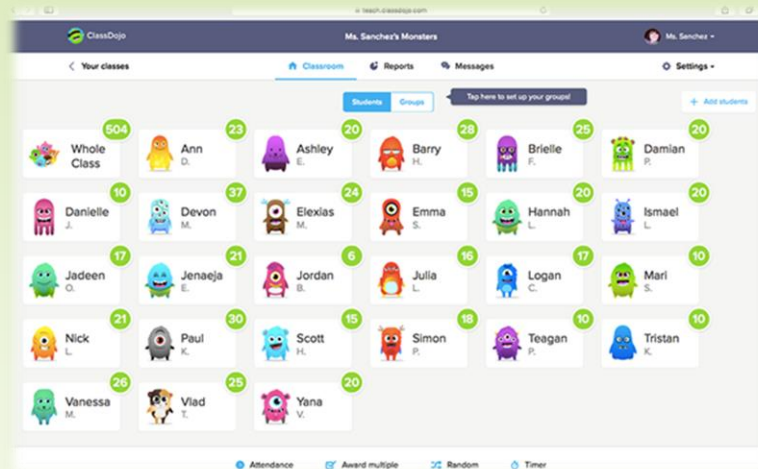 teach.classdojo.com
ClassDojo Ms. Sanchez's Monsters Ms. Sanchez
Your classes Classroom Reports Messages Settings
Students Groups Tap here to set up your groups! + Add students
504 23 20 28 25 20
Whole Class Ann D. Ashley E. Barry H. Brielle F. Damian P.
10 37 24 15 20 20
Danielle J. Devon M. Elexias M. Emma S. Hannah L. Ismael L.
17 21 6 16 17 10
Jadeen O. Jenaeja E. Jordan B. Julia L. Logan C. Mari S.
21 30 15 18 10 10
Nick L. Paul K. Scott H. Simon P. Teagan P. Tristan K.
26 25 20
Vanessa M. Vlad T. Yana V.
Attendance Award multiple Random Timer